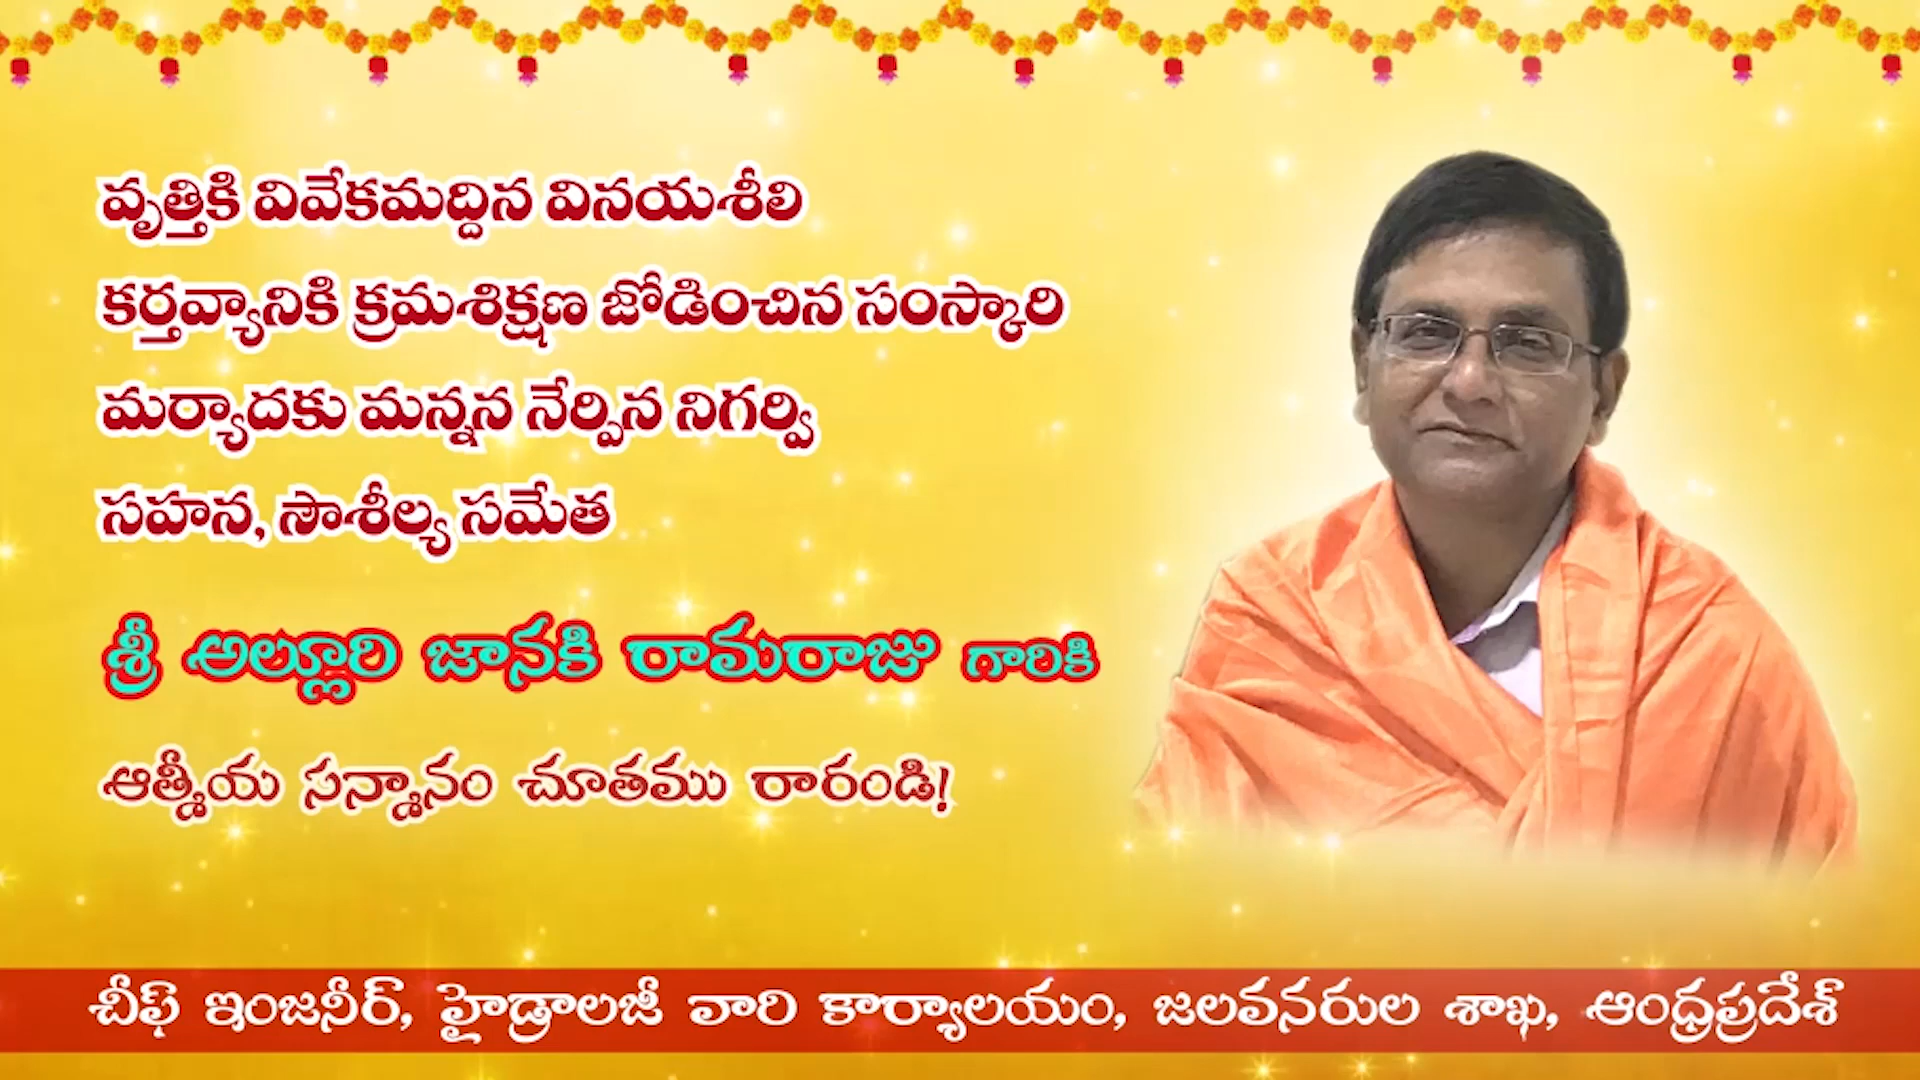 వృత్తికి వివేకమద్దిన వినయశీలి
కర్తవ్యానికి క్రమశిక్షణ జోడించిన సంస్కారి
మర్యాదకు మన్నన నేర్పిన నిగర్వి
సహన, సౌశీల్య సమేత
శ్రీ అల్లూరి జానకి రామరాజు గారికి
ఆత్మీయ సన్మానం చూతము రారండి!
చీఫ్ ఇంజనీర్, హైడ్రాలజీ వారి కార్యాలయం, జలవనరుల శాఖ, ఆంధ్రప్రదేశ్